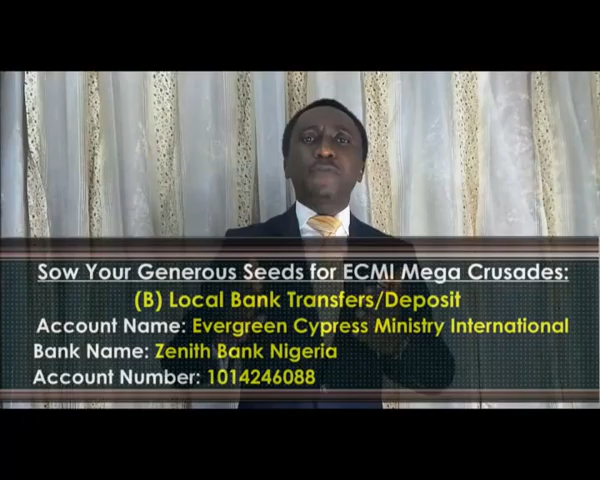 Sow Your Generous Seeds for ECMI Mega Crusades:
(B) Local Bank Transfers/Deposit
Account Name: Evergreen Cypress Ministry International
Bank Name: Zenith Bank Nigeria
Account Number: 1014246088